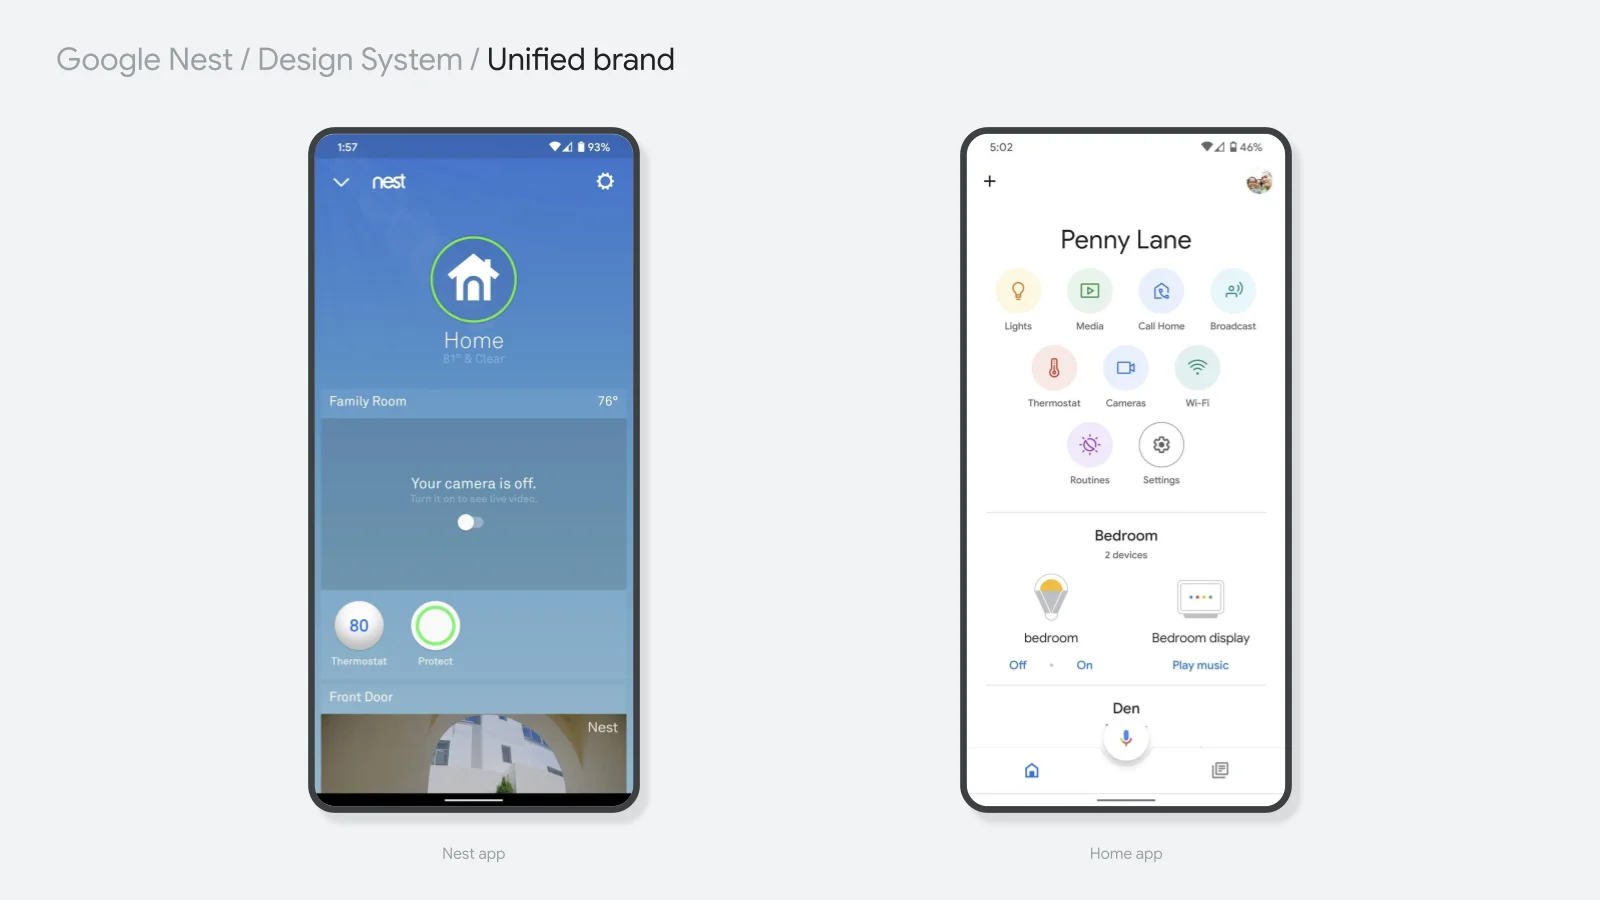 Google Nest / Design System / Unified brand
1:57
93%
nest
Home
81° & Clear
Family Room
76°
Your camera is off.
Turn it on to see live video.
80
Thermostat
Protect
Front Door
Nest
Nest app
5:02
46%
+
Penny Lane
Lights
Media
Call Home
Broadcast
Thermostat
Cameras
Wi-Fi
Routines
Settings
Bedroom
2 devices
bedroom
Bedroom display
Off • On
Play music
Den
Home app